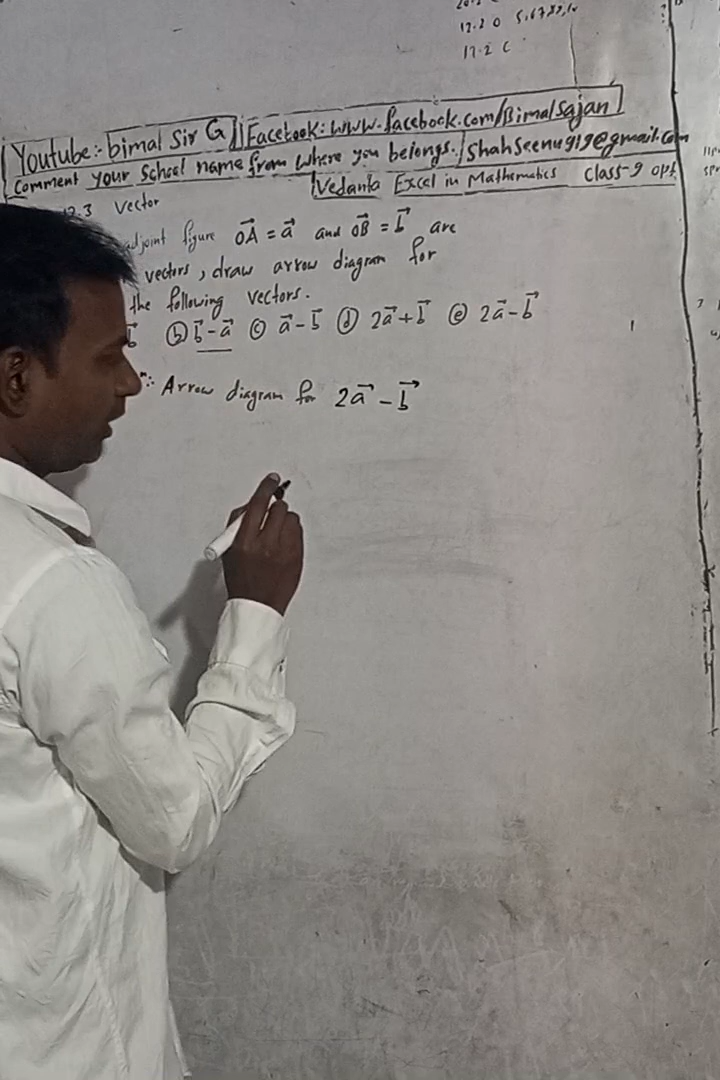 12.2 C
Youtube:- bimal Sir G || Facebook: www.facebook.com/Bimalsajan
Comment your School name from where you belongs. / Shahseenu919@gmail.com
Vedanta Excel in Mathematics Class-9 opt
.3 Vector
adjoint figure OA⃗ = a⃗ and OB⃗ = b⃗ are
vectors, draw arrow diagram for
the following vectors.
b⃗ (b) b⃗ - a⃗ (c) a⃗ - b⃗ (d) 2a⃗ + b⃗ (e) 2a⃗ - b⃗
Arrow diagram for 2a⃗ - b⃗